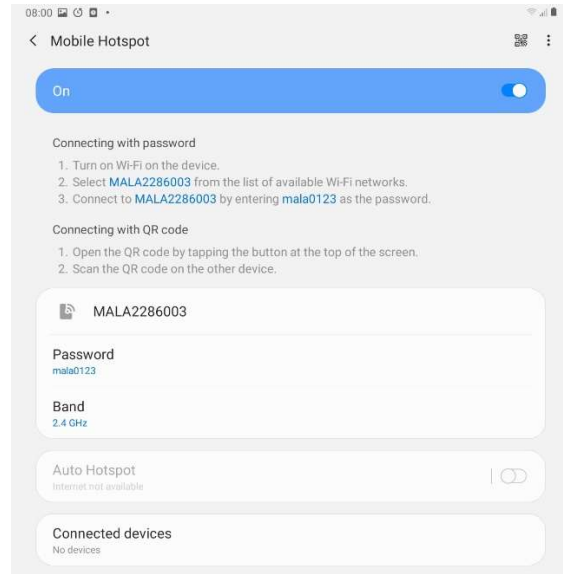 08:00
Mobile Hotspot
On
Connecting with password
1. Turn on Wi-Fi on the device.
2. Select MALA2286003 from the list of available Wi-Fi networks.
3. Connect to MALA2286003 by entering mala0123 as the password.
Connecting with QR code
1. Open the QR code by tapping the button at the top of the screen.
2. Scan the QR code on the other device.
MALA2286003
Password
mala0123
Band
2.4 GHz
Auto Hotspot
Internet not available
Connected devices
No devices